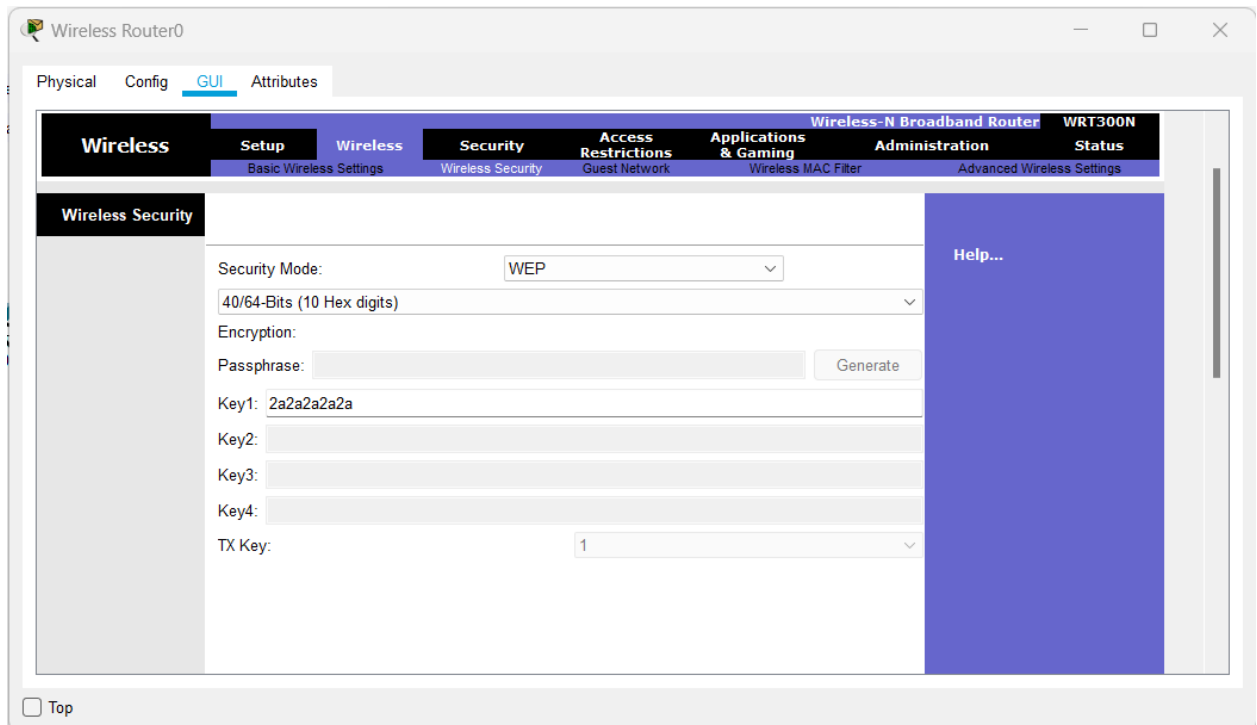 Wireless Router0
Physical Config GUI Attributes
Wireless-N Broadband Router WRT300N
Wireless Setup Wireless Security Access Restrictions Applications & Gaming Administration Status
Basic Wireless Settings Wireless Security Guest Network Wireless MAC Filter Advanced Wireless Settings
Wireless Security
Help...
Security Mode: WEP
40/64-Bits (10 Hex digits)
Encryption:
Passphrase: Generate
Key1: 2a2a2a2a2a
Key2:
Key3:
Key4:
TX Key: 1
Top